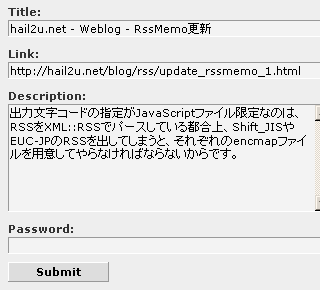 Title:
hail2u.net - Weblog - RssMemo更新
Link:
http://hail2u.net/blog/rss/update_rssmemo_1.html
Description:
出力文字コードの指定がJavaScriptファイル限定なのは、
RSSをXML::RSSでパースしている都合上、Shift_JISや
EUC-JPのRSSを出してしまうと、それぞれのencmapファイ
ルを用意してやらなければならないからです。
Password:
Submit